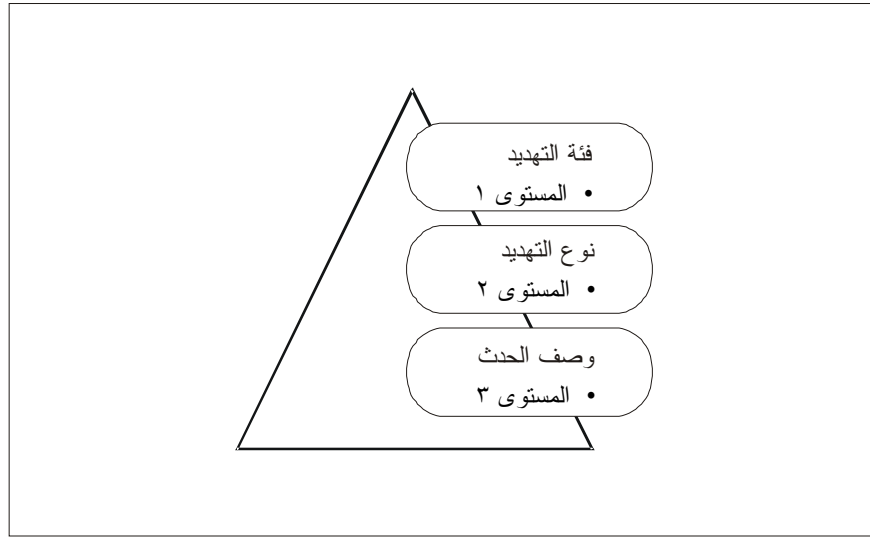 فئة التهديد
• المستوى ١
نوع التهديد
• المستوى ٢
وصف الحدث
• المستوى ٣